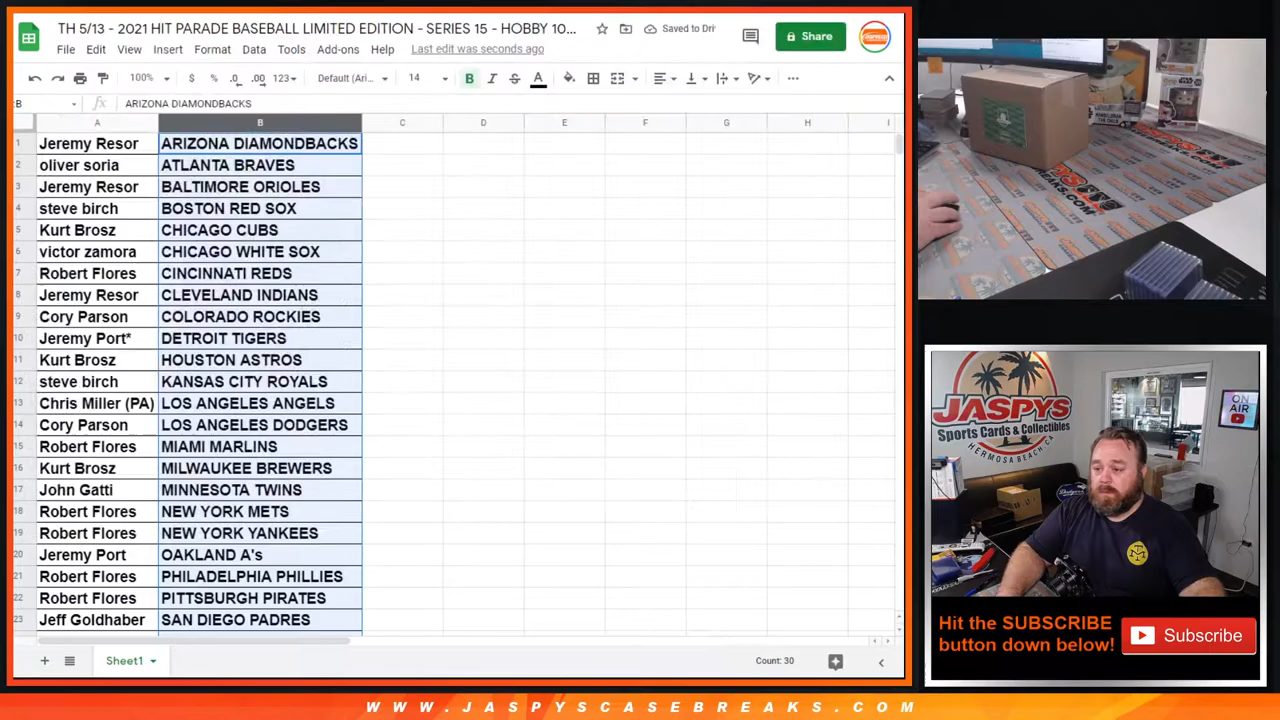 TH 5/13 - 2021 HIT PARADE BASEBALL LIMITED EDITION - SERIES 15 - HOBBY 10...
Saved to Dri
Share
File Edit View Insert Format Data Tools Add-ons Help Last edit was seconds ago
100% $ % .0 .00 123 Default (Ari... 14 B I S A
B fx ARIZONA DIAMONDBACKS
A B C D E F G H I
1 Jeremy Resor ARIZONA DIAMONDBACKS
2 oliver soria ATLANTA BRAVES
3 Jeremy Resor BALTIMORE ORIOLES
4 steve birch BOSTON RED SOX
5 Kurt Brosz CHICAGO CUBS
6 victor zamora CHICAGO WHITE SOX
7 Robert Flores CINCINNATI REDS
8 Jeremy Resor CLEVELAND INDIANS
9 Cory Parson COLORADO ROCKIES
10 Jeremy Port* DETROIT TIGERS
11 Kurt Brosz HOUSTON ASTROS
12 steve birch KANSAS CITY ROYALS
13 Chris Miller (PA) LOS ANGELES ANGELS
14 Cory Parson LOS ANGELES DODGERS
15 Robert Flores MIAMI MARLINS
16 Kurt Brosz MILWAUKEE BREWERS
17 John Gatti MINNESOTA TWINS
18 Robert Flores NEW YORK METS
19 Robert Flores NEW YORK YANKEES
20 Jeremy Port OAKLAND A's
21 Robert Flores PHILADELPHIA PHILLIES
22 Robert Flores PITTSBURGH PIRATES
23 Jeff Goldhaber SAN DIEGO PADRES
Sheet1
Count: 30
JASPYS
Sports Cards & Collectibles
HERMOSA BEACH, CA
ON AIR
Hit the SUBSCRIBE
button down below!
Subscribe
WWW.JASPYSCASEBREAKS.COM